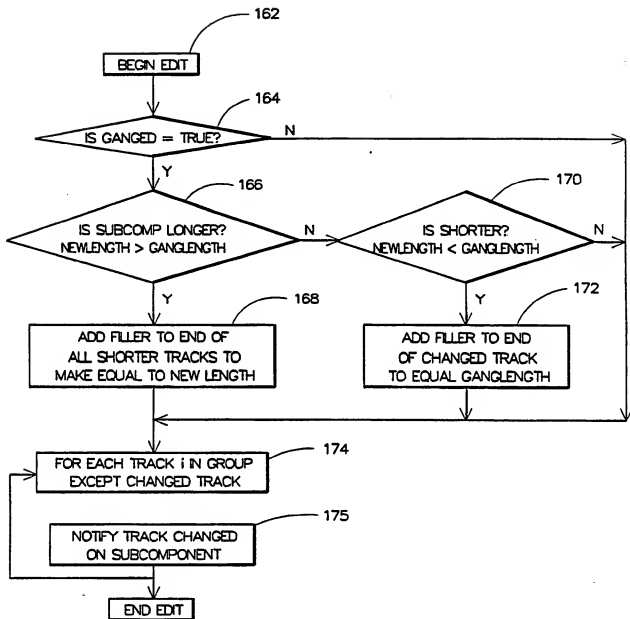 162
BEGIN EDIT
164
IS GANGED = TRUE?
N
Y
166
170
IS SUBCOMP LONGER?
NEWLENGTH > GANGLENGTH
N
IS SHORTER?
NEWLENGTH < GANGLENGTH
N
Y
168
Y
172
ADD FILLER TO END OF
ALL SHORTER TRACKS TO
MAKE EQUAL TO NEW LENGTH
ADD FILLER TO END
OF CHANGED TRACK
TO EQUAL GANGLENGTH
174
FOR EACH TRACK i IN GROUP
EXCEPT CHANGED TRACK
175
NOTIFY TRACK CHANGED
ON SUBCOMPONENT
END EDIT